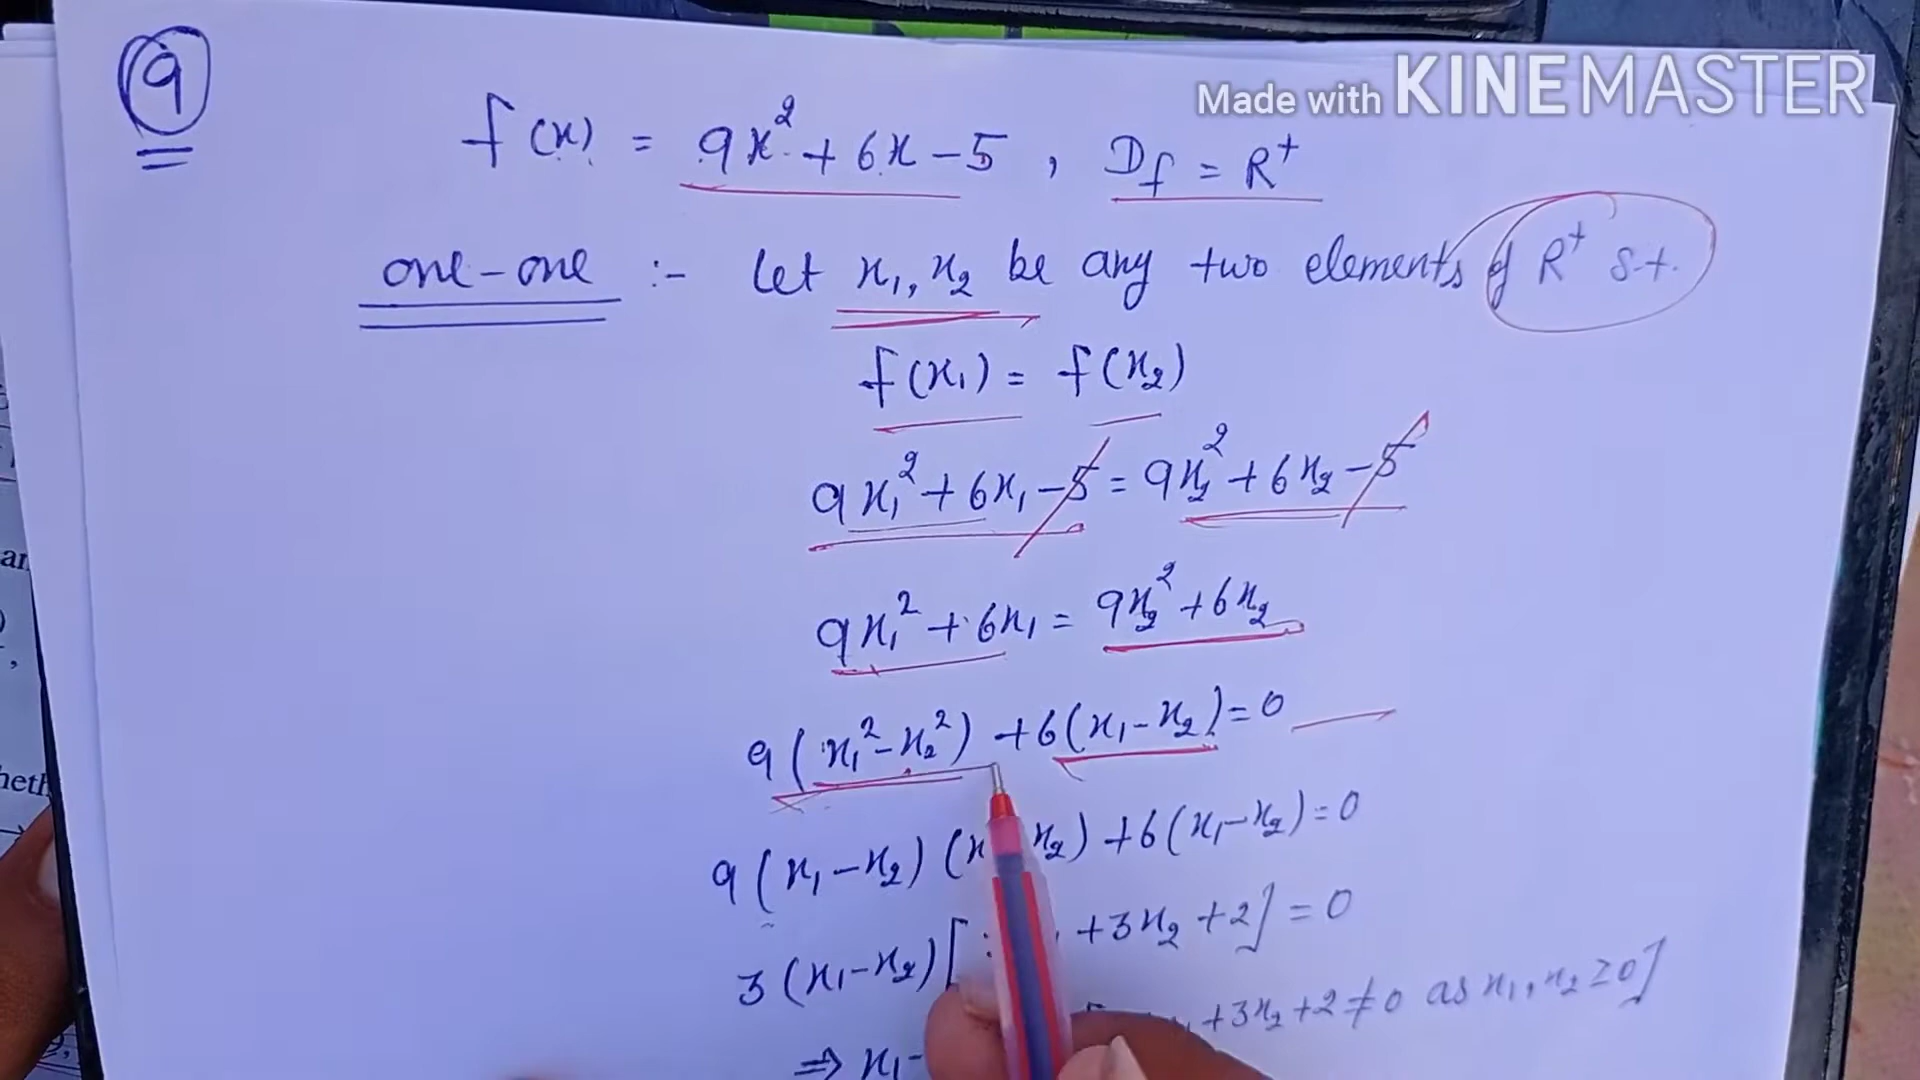 9
Made with KINEMASTER
f(x) = 9x² + 6x - 5 , D_f = R⁺
one-one :- Let x₁, x₂ be any two elements of R⁺ s.t.
f(x₁) = f(x₂)
9x₁² + 6x₁ - 5 = 9x₂² + 6x₂ - 5
9x₁² + 6x₁ = 9x₂² + 6x₂
9(x₁² - x₂²) + 6(x₁ - x₂) = 0
9(x₁ - x₂)(x x₂) + 6(x₁ - x₂) = 0
3(x₁ - x₂)[ + 3x₂ + 2] = 0
+ 3x₂ + 2 ≠ 0 as x₁, x₂ ≥ 0]
⇒ x₁ -